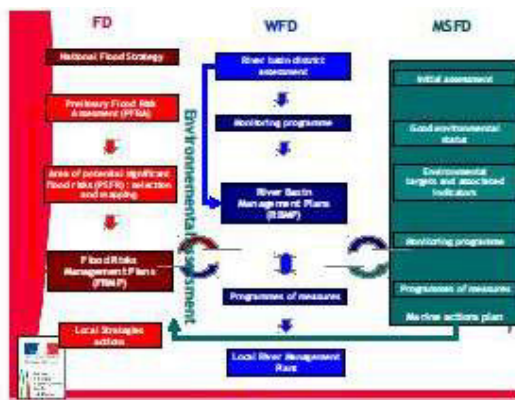 FD
WFD
MSFD
National Flood Strategy
Preliminary Flood Risk
Assessment (PFRA)
Area of potential significant
flood risks (PSFR) : selection
and mapping
Flood Risks
Management Plans
(FRMP)
Local Strategies
actions
Environnemental assessment
River basin district
assessment
Monitoring programme
River Basin
Management Plans (RBMP)
Programmes of measures
Local River Management
Plans
Initial assessment
Good environmental
status
Environmental
targets and associated
indicators
Monitoring programme
Programmes of measures
Marine actions plan